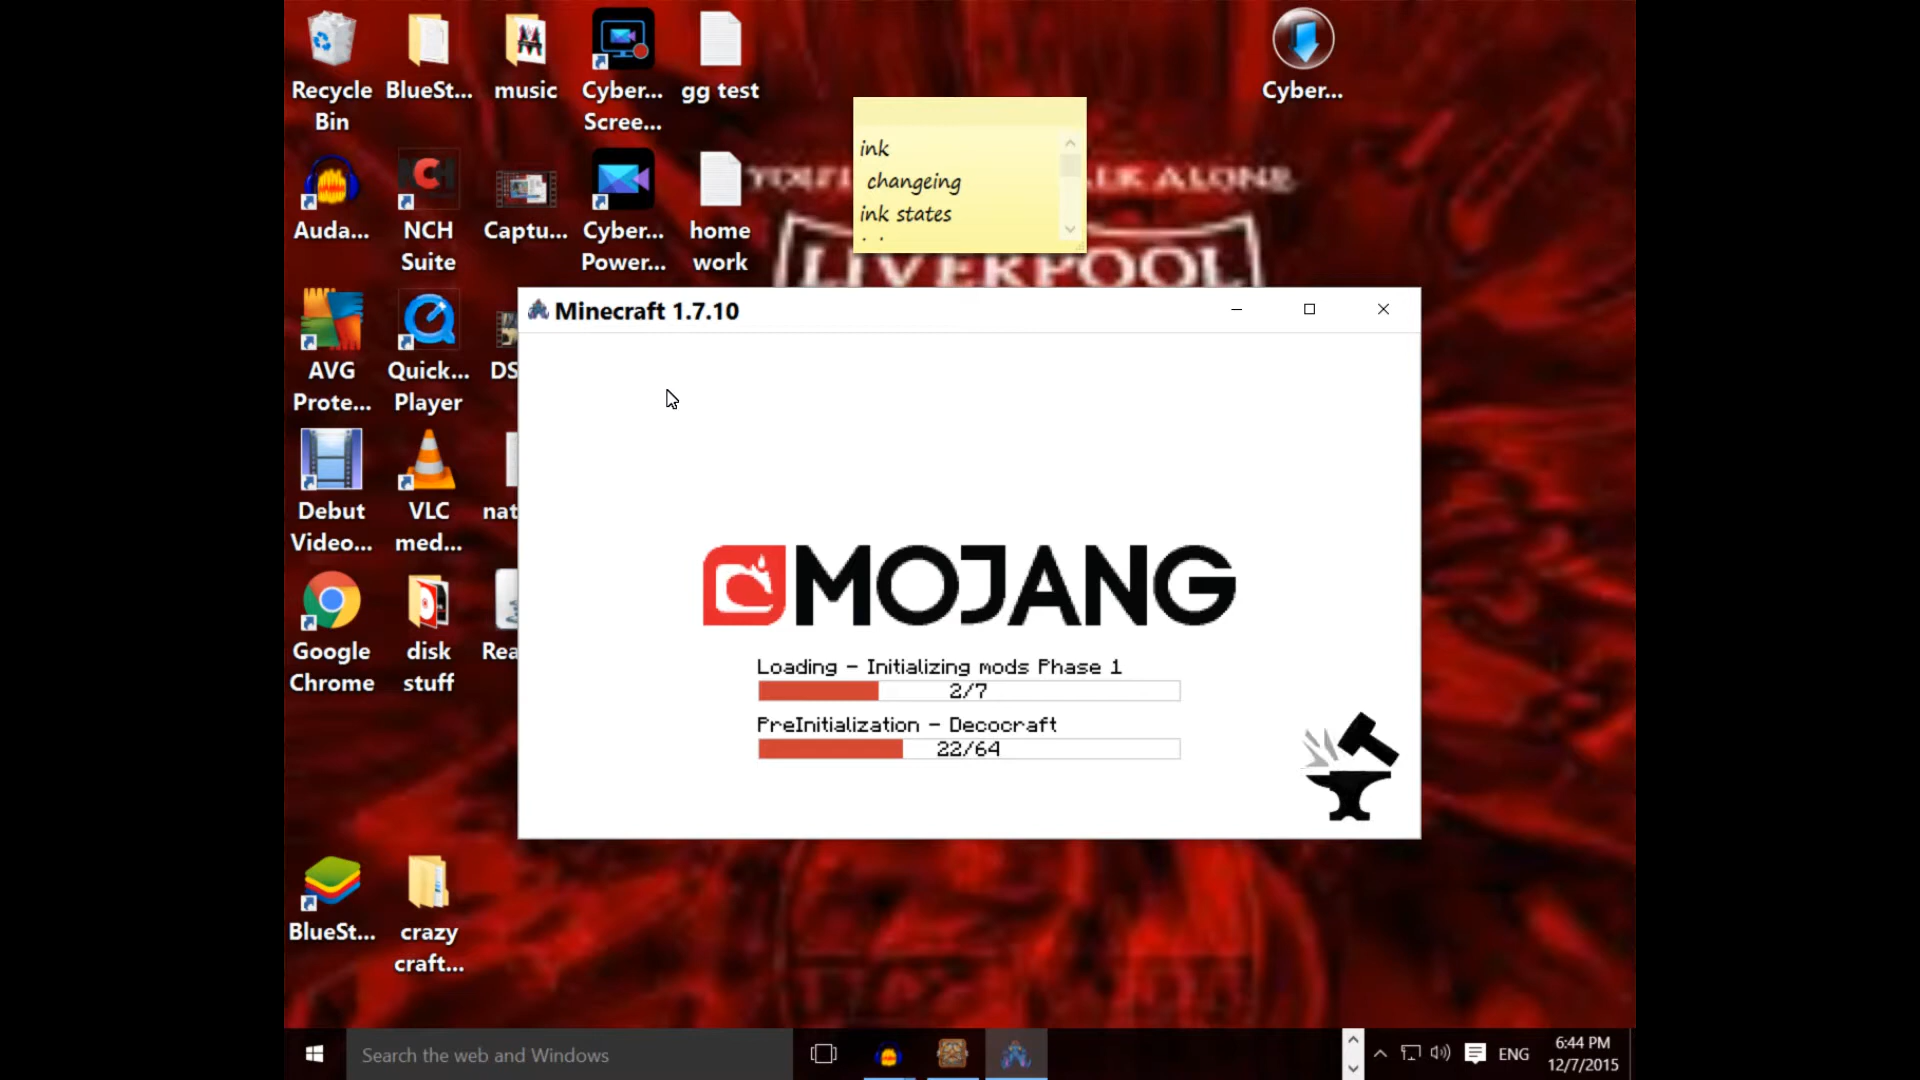 Recycle Bin
BlueSt...
music
Cyber... Scree...
gg test
Cyber...
Auda...
NCH Suite
Captu...
Cyber... Power...
home work
ink
changeing
ink states
LIVERPOOL
AVG Prote...
Quick... Player
DS
Minecraft 1.7.10
MOJANG
Loading - Initializing mods Phase 1
2/7
PreInitialization - Decocraft
22/64
Debut Video...
VLC med...
nat
Google Chrome
disk stuff
Rea
BlueSt...
crazy craft...
Search the web and Windows
ENG
6:44 PM
12/7/2015